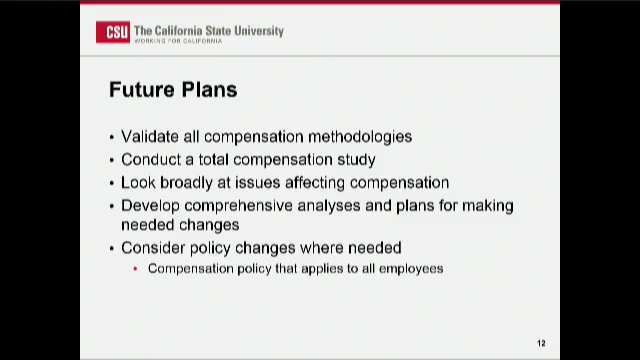 CSU The California State University
WORKING FOR CALIFORNIA
Future Plans
• Validate all compensation methodologies
• Conduct a total compensation study
• Look broadly at issues affecting compensation
• Develop comprehensive analyses and plans for making
needed changes
• Consider policy changes where needed
• Compensation policy that applies to all employees
12